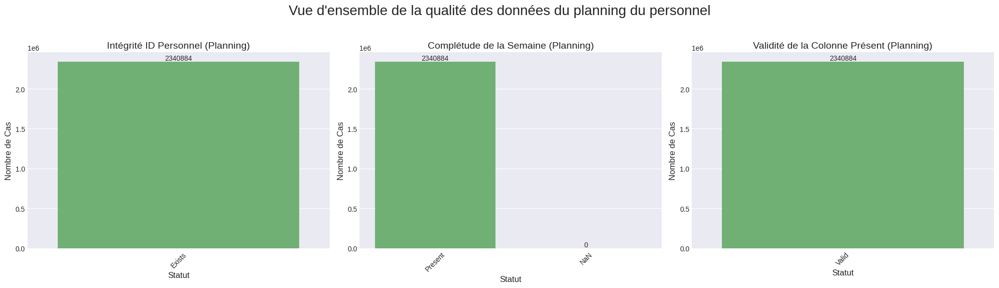 Vue d'ensemble de la qualité des données du planning du personnel
Intégrité ID Personnel (Planning)
1e6
2340884
2.0
1.5
1.0
0.5
0.0
Nombre de Cas
Exists
Statut
Complétude de la Semaine (Planning)
1e6
2340884
0
2.0
1.5
1.0
0.5
0.0
Nombre de Cas
Present
NaN
Statut
Validité de la Colonne Présent (Planning)
1e6
2340884
2.0
1.5
1.0
0.5
0.0
Nombre de Cas
Valid
Statut